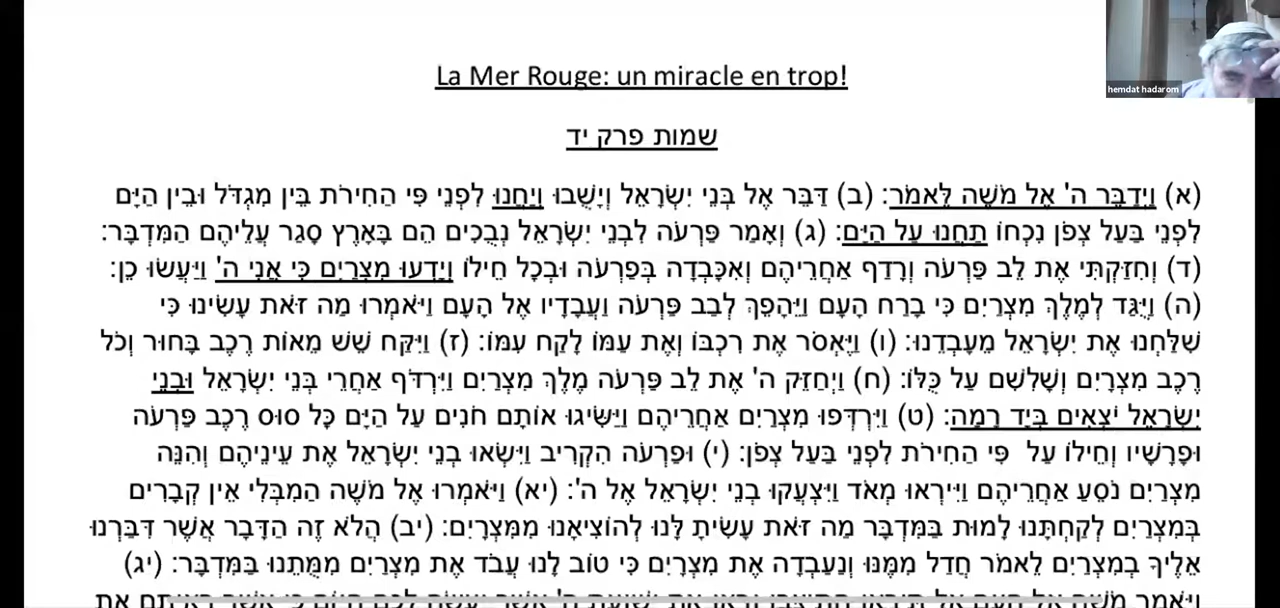 La Mer Rouge: un miracle en trop!
hemdat hadarom
שמות פרק יד
(א) וַיְדַבֵּר ה' אֶל מֹשֶׁה לֵּאמֹר: (ב) דַּבֵּר אֶל בְּנֵי יִשְׂרָאֵל וְיָשֻׁבוּ וְיַחֲנוּ לִפְנֵי פִּי הַחִירֹת בֵּין מִגְדֹּל וּבֵין הַיָּם
לִפְנֵי בַּעַל צְפֹן נִכְחוֹ תַחֲנוּ עַל הַיָּם: (ג) וְאָמַר פַּרְעֹה לִבְנֵי יִשְׂרָאֵל נְבֻכִים הֵם בָּאָרֶץ סָגַר עֲלֵיהֶם הַמִּדְבָּר:
(ד) וְחִזַּקְתִּי אֶת לֵב פַּרְעֹה וְרָדַף אַחֲרֵיהֶם וְאִכָּבְדָה בְּפַרְעֹה וּבְכָל חֵילוֹ וְיָדְעוּ מִצְרַיִם כִּי אֲנִי ה' וַיַּעֲשׂוּ כֵן:
(ה) וַיֻּגַּד לְמֶלֶךְ מִצְרַיִם כִּי בָרַח הָעָם וַיֵּהָפֵךְ לְבַב פַּרְעֹה וַעֲבָדָיו אֶל הָעָם וַיֹּאמְרוּ מַה זֹּאת עָשִׂינוּ כִּי
שִׁלַּחְנוּ אֶת יִשְׂרָאֵל מֵעָבְדֵנוּ: (ו) וַיֶּאְסֹר אֶת רִכְבּוֹ וְאֶת עַמּוֹ לָקַח עִמּוֹ: (ז) וַיִּקַּח שֵׁשׁ מֵאוֹת רֶכֶב בָּחוּר וְכֹל
רֶכֶב מִצְרָיִם וְשָׁלִשִׁם עַל כֻּלּוֹ: (ח) וַיְחַזֵּק ה' אֶת לֵב פַּרְעֹה מֶלֶךְ מִצְרַיִם וַיִּרְדֹּף אַחֲרֵי בְּנֵי יִשְׂרָאֵל וּבְנֵי
יִשְׂרָאֵל יֹצְאִים בְּיָד רָמָה: (ט) וַיִּרְדְּפוּ מִצְרַיִם אַחֲרֵיהֶם וַיַּשִּׂיגוּ אוֹתָם חֹנִים עַל הַיָּם כָּל סוּס רֶכֶב פַּרְעֹה
וּפָרָשָׁיו וְחֵילוֹ עַל פִּי הַחִירֹת לִפְנֵי בַּעַל צְפֹן: (י) וּפַרְעֹה הִקְרִיב וַיִּשְׂאוּ בְנֵי יִשְׂרָאֵל אֶת עֵינֵיהֶם וְהִנֵּה
מִצְרַיִם נֹסֵעַ אַחֲרֵיהֶם וַיִּירְאוּ מְאֹד וַיִּצְעֲקוּ בְנֵי יִשְׂרָאֵל אֶל ה': (יא) וַיֹּאמְרוּ אֶל מֹשֶׁה הַמִבְּלִי אֵין קְבָרִים
בְּמִצְרַיִם לְקַחְתָּנוּ לָמוּת בַּמִּדְבָּר מַה זֹּאת עָשִׂיתָ לָּנוּ לְהוֹצִיאָנוּ מִמִּצְרָיִם: (יב) הֲלֹא זֶה הַדָּבָר אֲשֶׁר דִּבַּרְנוּ
אֵלֶיךָ בְמִצְרַיִם לֵאמֹר חֲדַל מִמֶּנּוּ וְנַעַבְדָה אֶת מִצְרָיִם כִּי טוֹב לָנוּ עֲבֹד אֶת מִצְרַיִם מִמֻּתֵנוּ בַּמִּדְבָּר: (יג)
וַיֹּאמֶר מֹשֶׁה אֶל הָעָם אַל